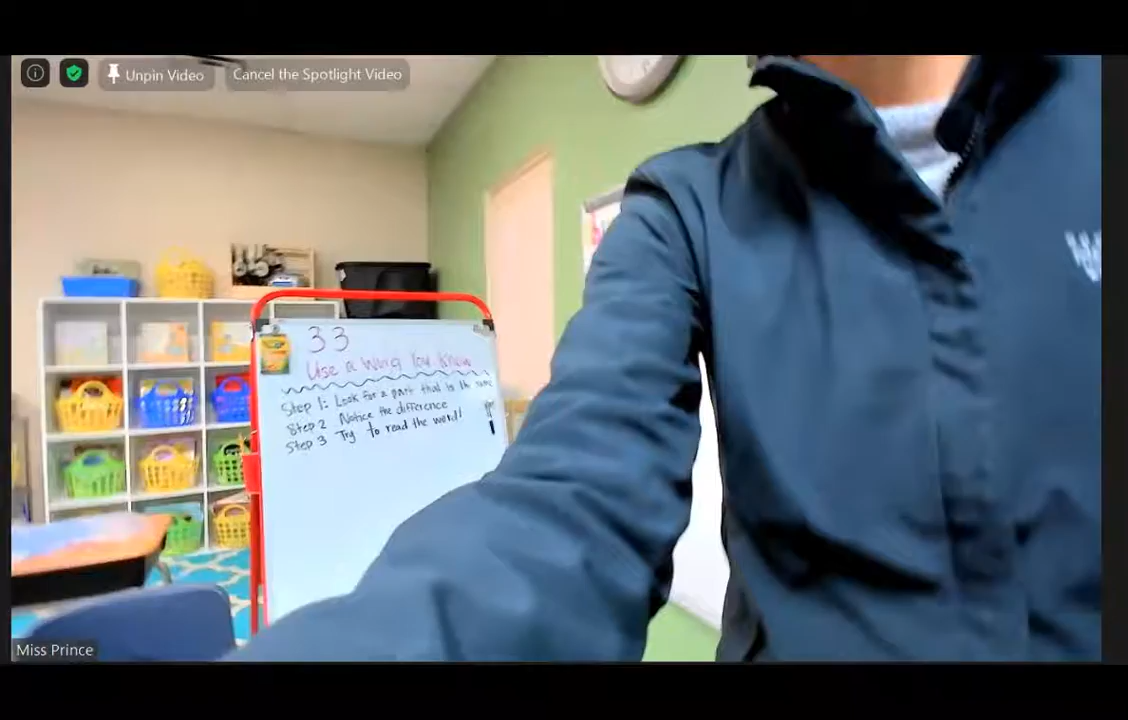 Unpin Video
Cancel the Spotlight Video
33
Use a word You Know
Step 1: Look for a part that is the same
Step 2 Notice the difference
Step 3 Try to read the word!
Miss Prince